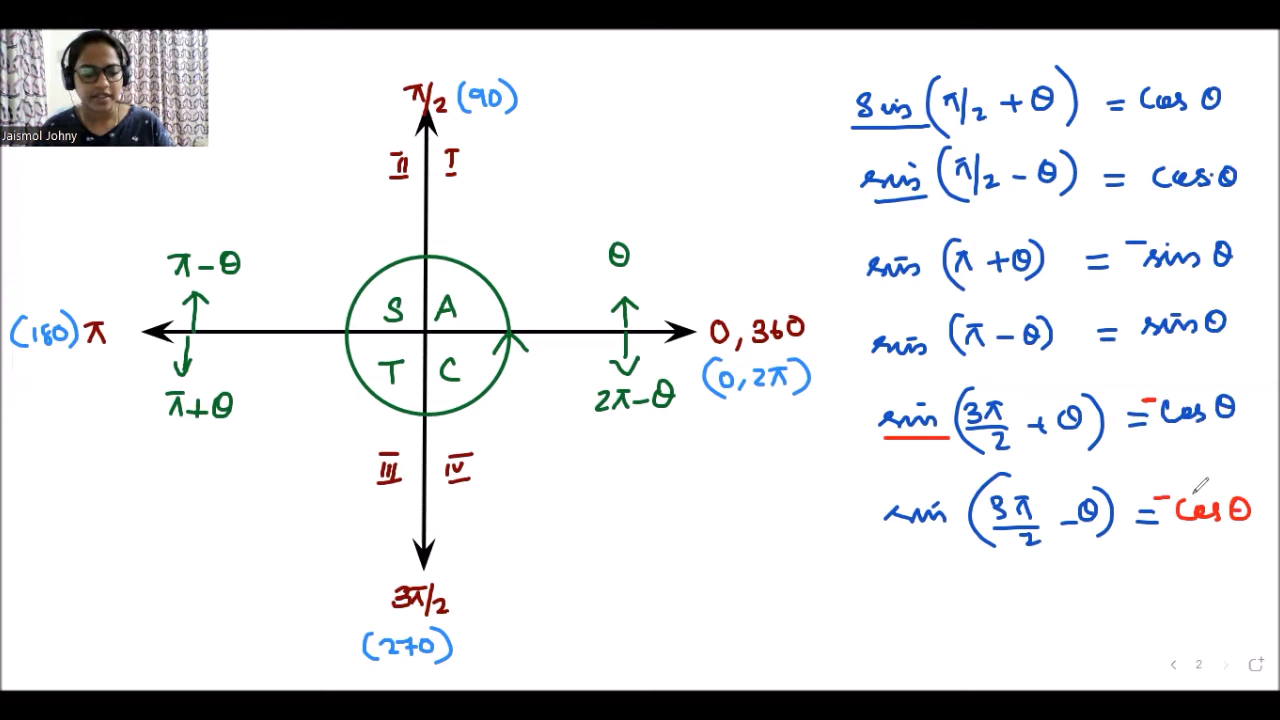 Jaismol Johny
π/2 (90)
II I
π-θ
θ
S A
(180) π
0, 360
T C
(0, 2π)
π+θ
2π-θ
III IV
3π/2
(270)
sin (π/2 + θ) = cos θ
sin (π/2 - θ) = cos θ
sin (π + θ) = -sin θ
sin (π - θ) = sin θ
sin (3π/2 + θ) = -cos θ
sin (3π/2 - θ) = -cos θ
2